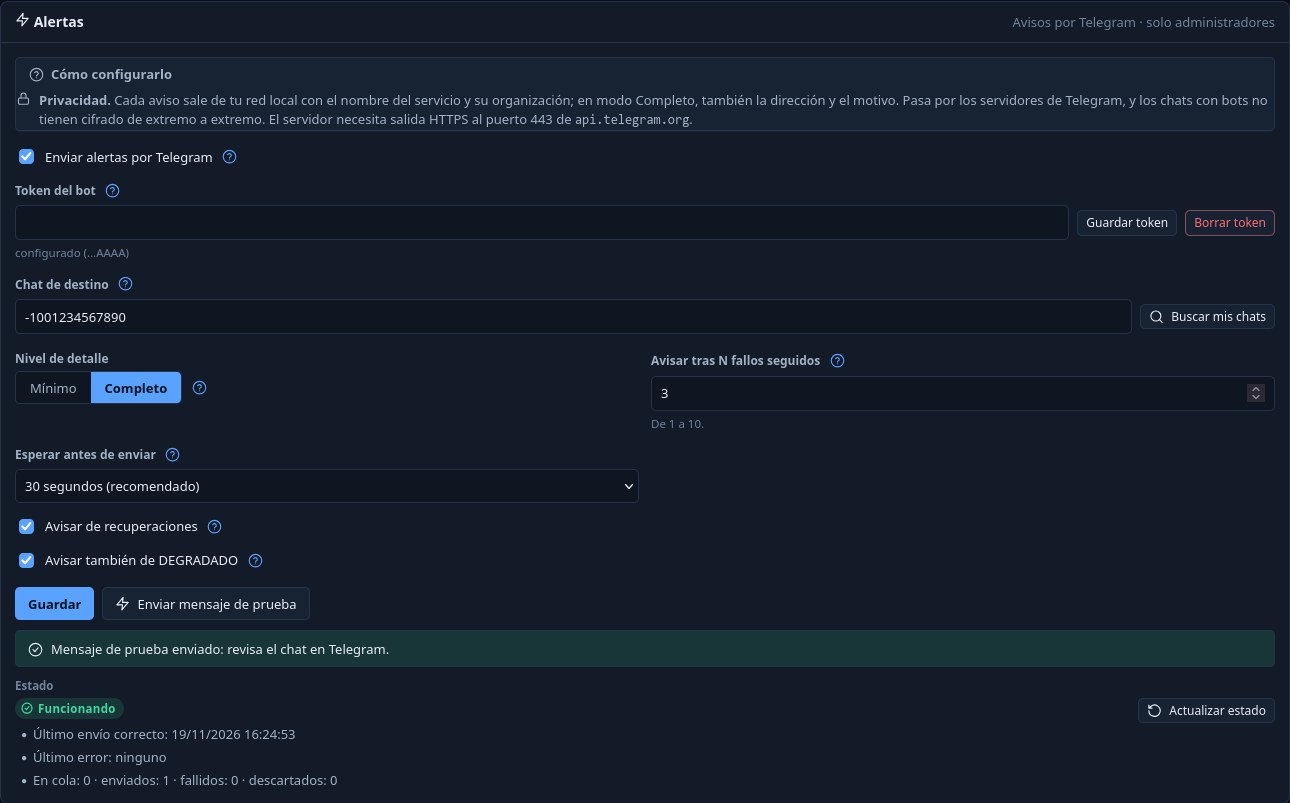 Alertas
Avisos por Telegram · solo administradores
Cómo configurarlo
Privacidad. Cada aviso sale de tu red local con el nombre del servicio y su organización; en modo Completo, también la dirección y el motivo. Pasa por los servidores de Telegram, y los chats con bots no
tienen cifrado de extremo a extremo. El servidor necesita salida HTTPS al puerto 443 de api.telegram.org.
Enviar alertas por Telegram
Token del bot
Guardar token
Borrar token
configurado (…AAAA)
Chat de destino
-1001234567890
Buscar mis chats
Nivel de detalle
Mínimo
Completo
Avisar tras N fallos seguidos
3
De 1 a 10.
Esperar antes de enviar
30 segundos (recomendado)
Avisar de recuperaciones
Avisar también de DEGRADADO
Guardar
Enviar mensaje de prueba
Mensaje de prueba enviado: revisa el chat en Telegram.
Estado
Funcionando
Actualizar estado
• Último envío correcto: 19/11/2026 16:24:53
• Último error: ninguno
• En cola: 0 · enviados: 1 · fallidos: 0 · descartados: 0